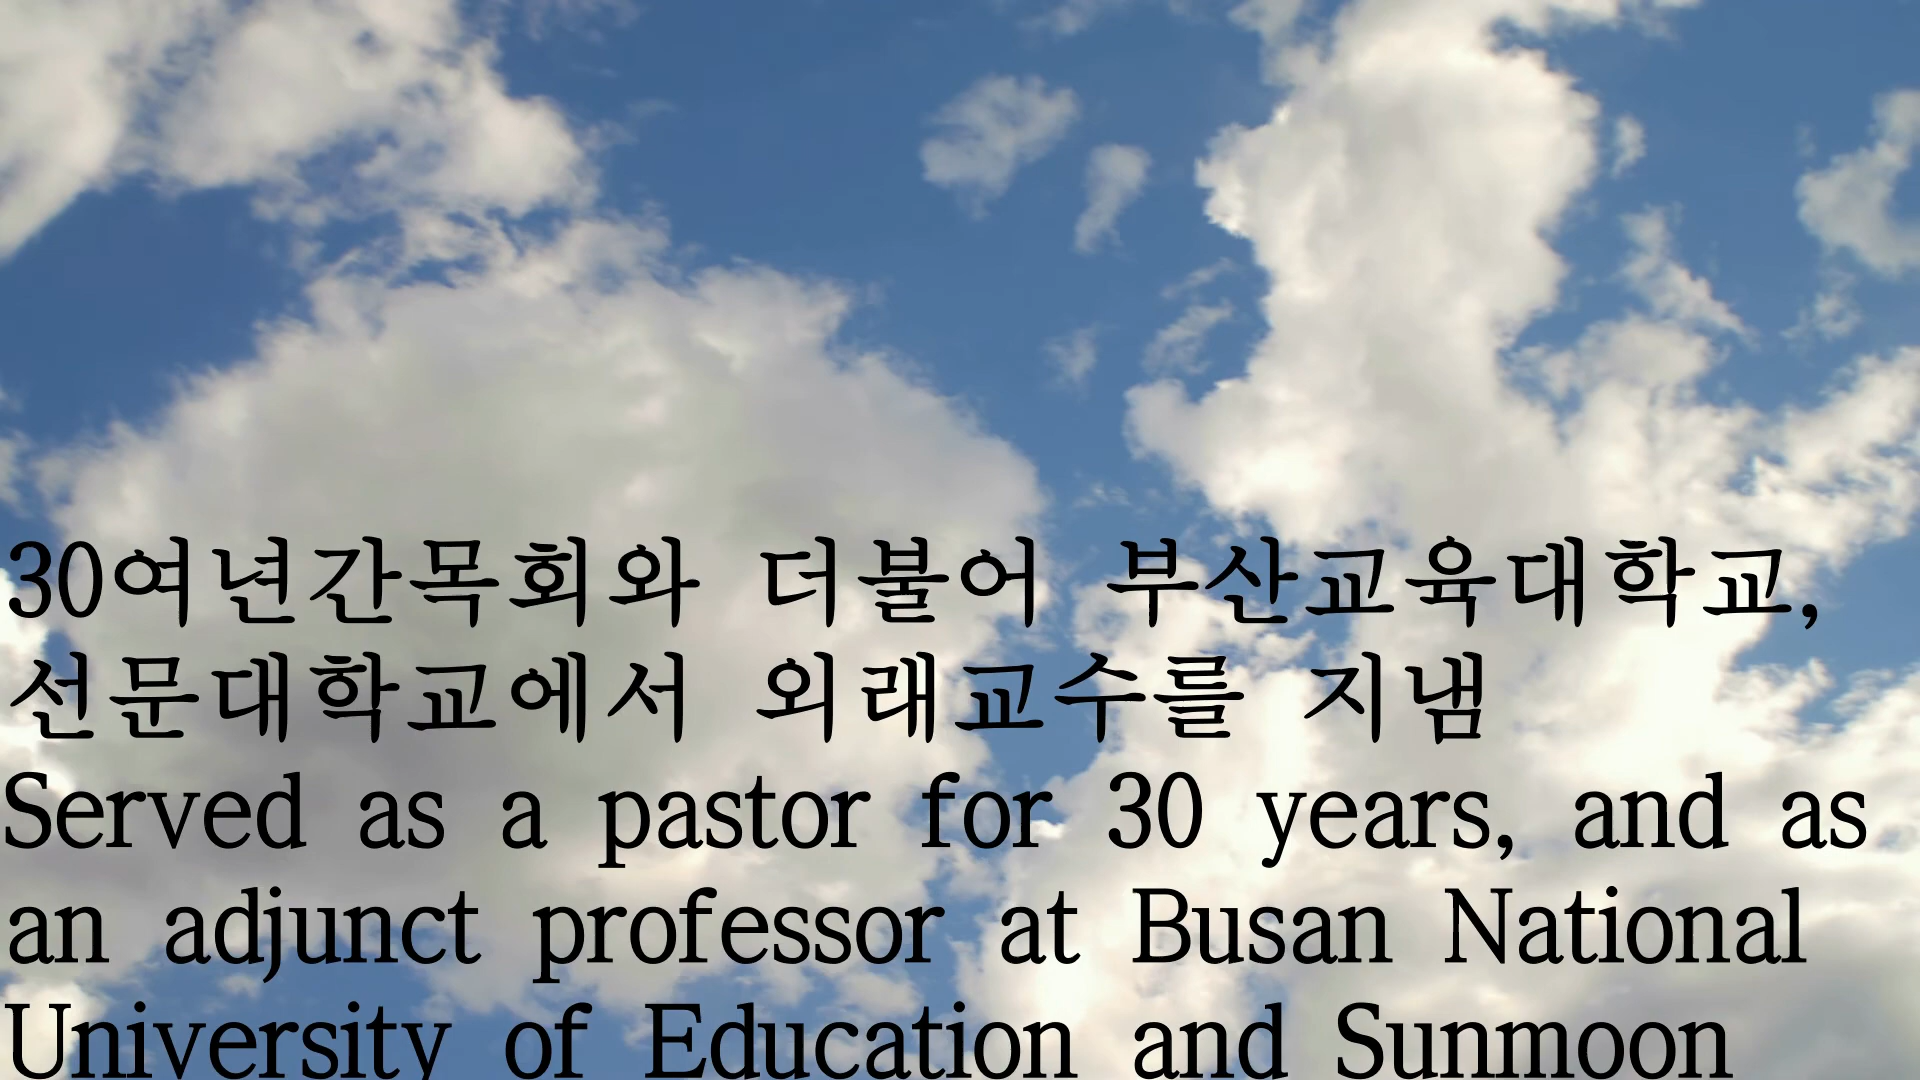 30여년간목회와 더불어 부산교육대학교,
선문대학교에서 외래교수를 지냄
Served as a pastor for 30 years, and as
an adjunct professor at Busan National
University of Education and Sunmoon